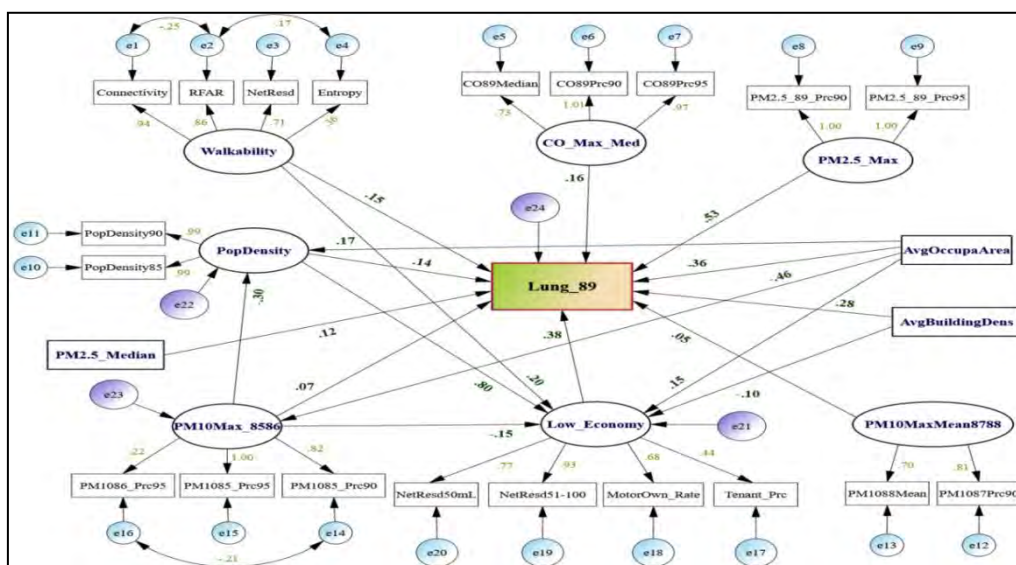 -.25
.17
e1
e2
e3
e4
e5
e6
e7
e8
e9
Connectivity
RFAR
NetResd
Entropy
CO89Median
CO89Prc90
CO89Prc95
PM2.5_89_Prc90
PM2.5_89_Prc95
.94
.86
.71
.73
1.01
.97
1.00
1.00
Walkability
CO_Max_Med
PM2.5_Max
.15
.16
.53
e24
e11
PopDensity90
.99
e10
PopDensity85
.99
PopDensity
.17
.14
e22
Lung_89
.36
-.46
AvgOccupaArea
.28
AvgBuildingDens
-.30
PM2.5_Median
.12
.38
.05
.07
.80
.20
.15
-.10
e23
PM10Max_8586
-.15
Low_Economy
e21
PM10MaxMean8788
.22
1.00
.82
.77
.93
.68
.44
.70
.81
PM1086_Prc95
PM1085_Prc95
PM1085_Prc90
NetResd50mL
NetResd51-100
MotorOwn_Rate
Tenant_Prc
PM1088Mean
PM1087Prc90
e16
e15
e14
e20
e19
e18
e17
e13
e12
-.21